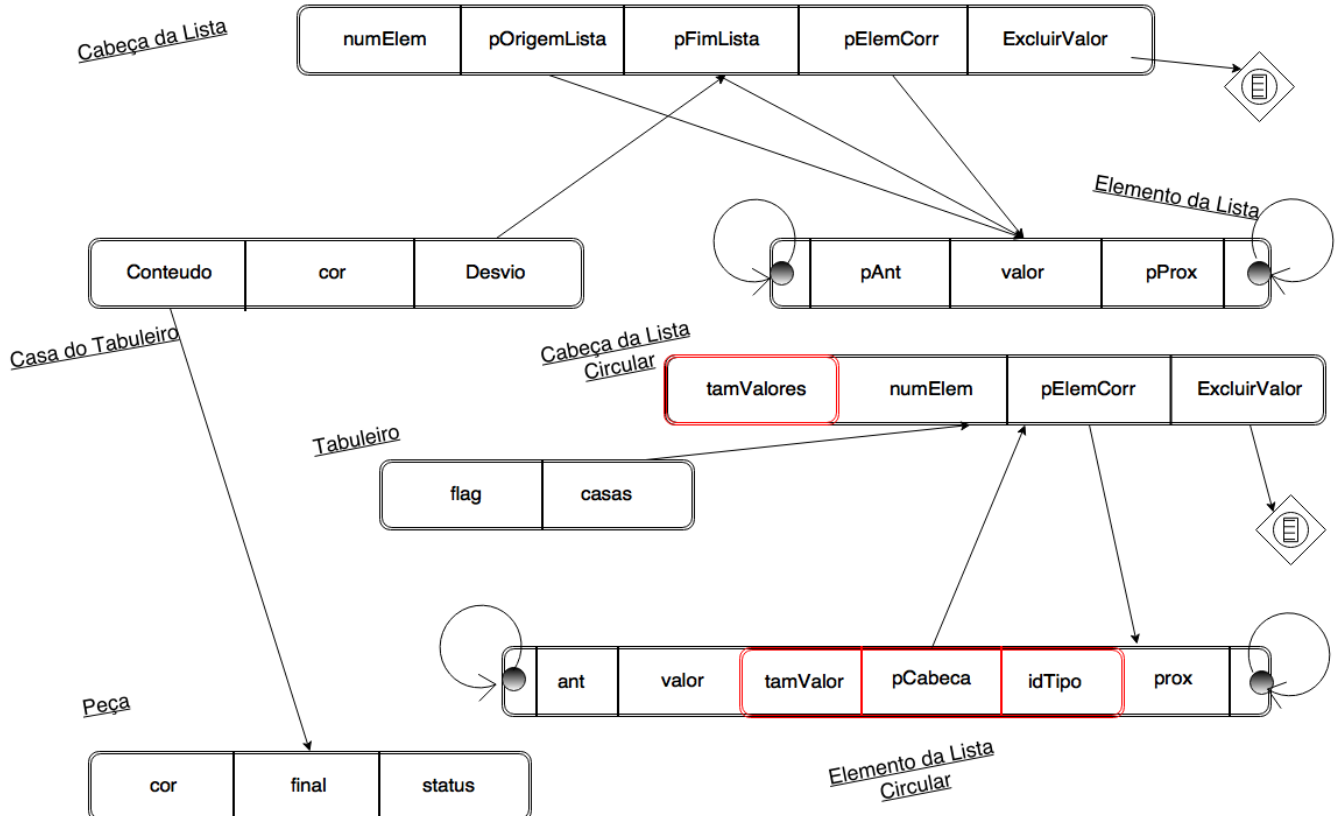 Cabeça da Lista
numElem
pOrigemLista
pFimLista
pElemCorr
ExcluirValor
Elemento da Lista
Conteudo
cor
Desvio
pAnt
valor
pProx
Casa do Tabuleiro
Cabeça da Lista
Circular
tamValores
numElem
pElemCorr
ExcluirValor
Tabuleiro
flag
casas
ant
valor
tamValor
pCabeca
idTipo
prox
Peça
Elemento da Lista
Circular
cor
final
status